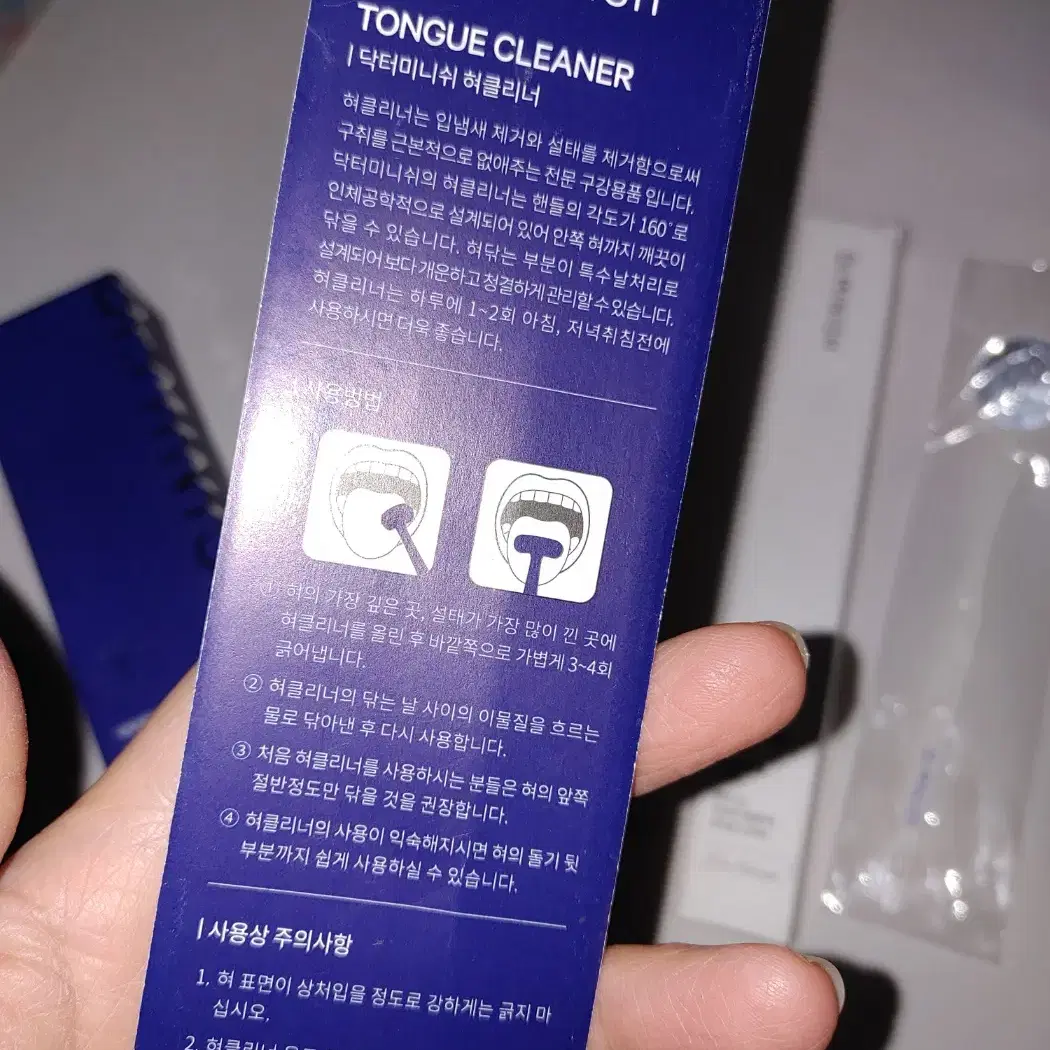 TONGUE CLEANER
| 닥터미니쉬 혀클리너
혀클리너는 입냄새 제거와 설태를 제거함으로써
구취를 근본적으로 없애주는 전문 구강용품 입니다.
닥터미니쉬의 혀클리너는 핸들의 각도가 160°로
인체공학적으로 설계되어 있어 안쪽 혀까지 깨끗이
닦을 수 있습니다. 혀닦는 부분이 특수날처리로
설계되어 보다 개운하고 청결하게 관리할 수 있습니다.
혀클리너는 하루에 1~2회 아침, 저녁취침전에
사용하시면 더욱 좋습니다.
| 사용방법
① 혀의 가장 깊은 곳, 설태가 가장 많이 낀 곳에
혀클리너를 올린 후 바깥쪽으로 가볍게 3~4회
긁어냅니다.
② 혀클리너의 닦는 날 사이의 이물질을 흐르는
물로 닦아낸 후 다시 사용합니다.
③ 처음 혀클리너를 사용하시는 분들은 혀의 앞쪽
절반정도만 닦을 것을 권장합니다.
④ 혀클리너의 사용이 익숙해지시면 혀의 돌기 뒷
부분까지 쉽게 사용하실 수 있습니다.
| 사용상 주의사항
1. 혀 표면이 상처입을 정도로 강하게는 긁지 마
십시오.
2. 혀클리너